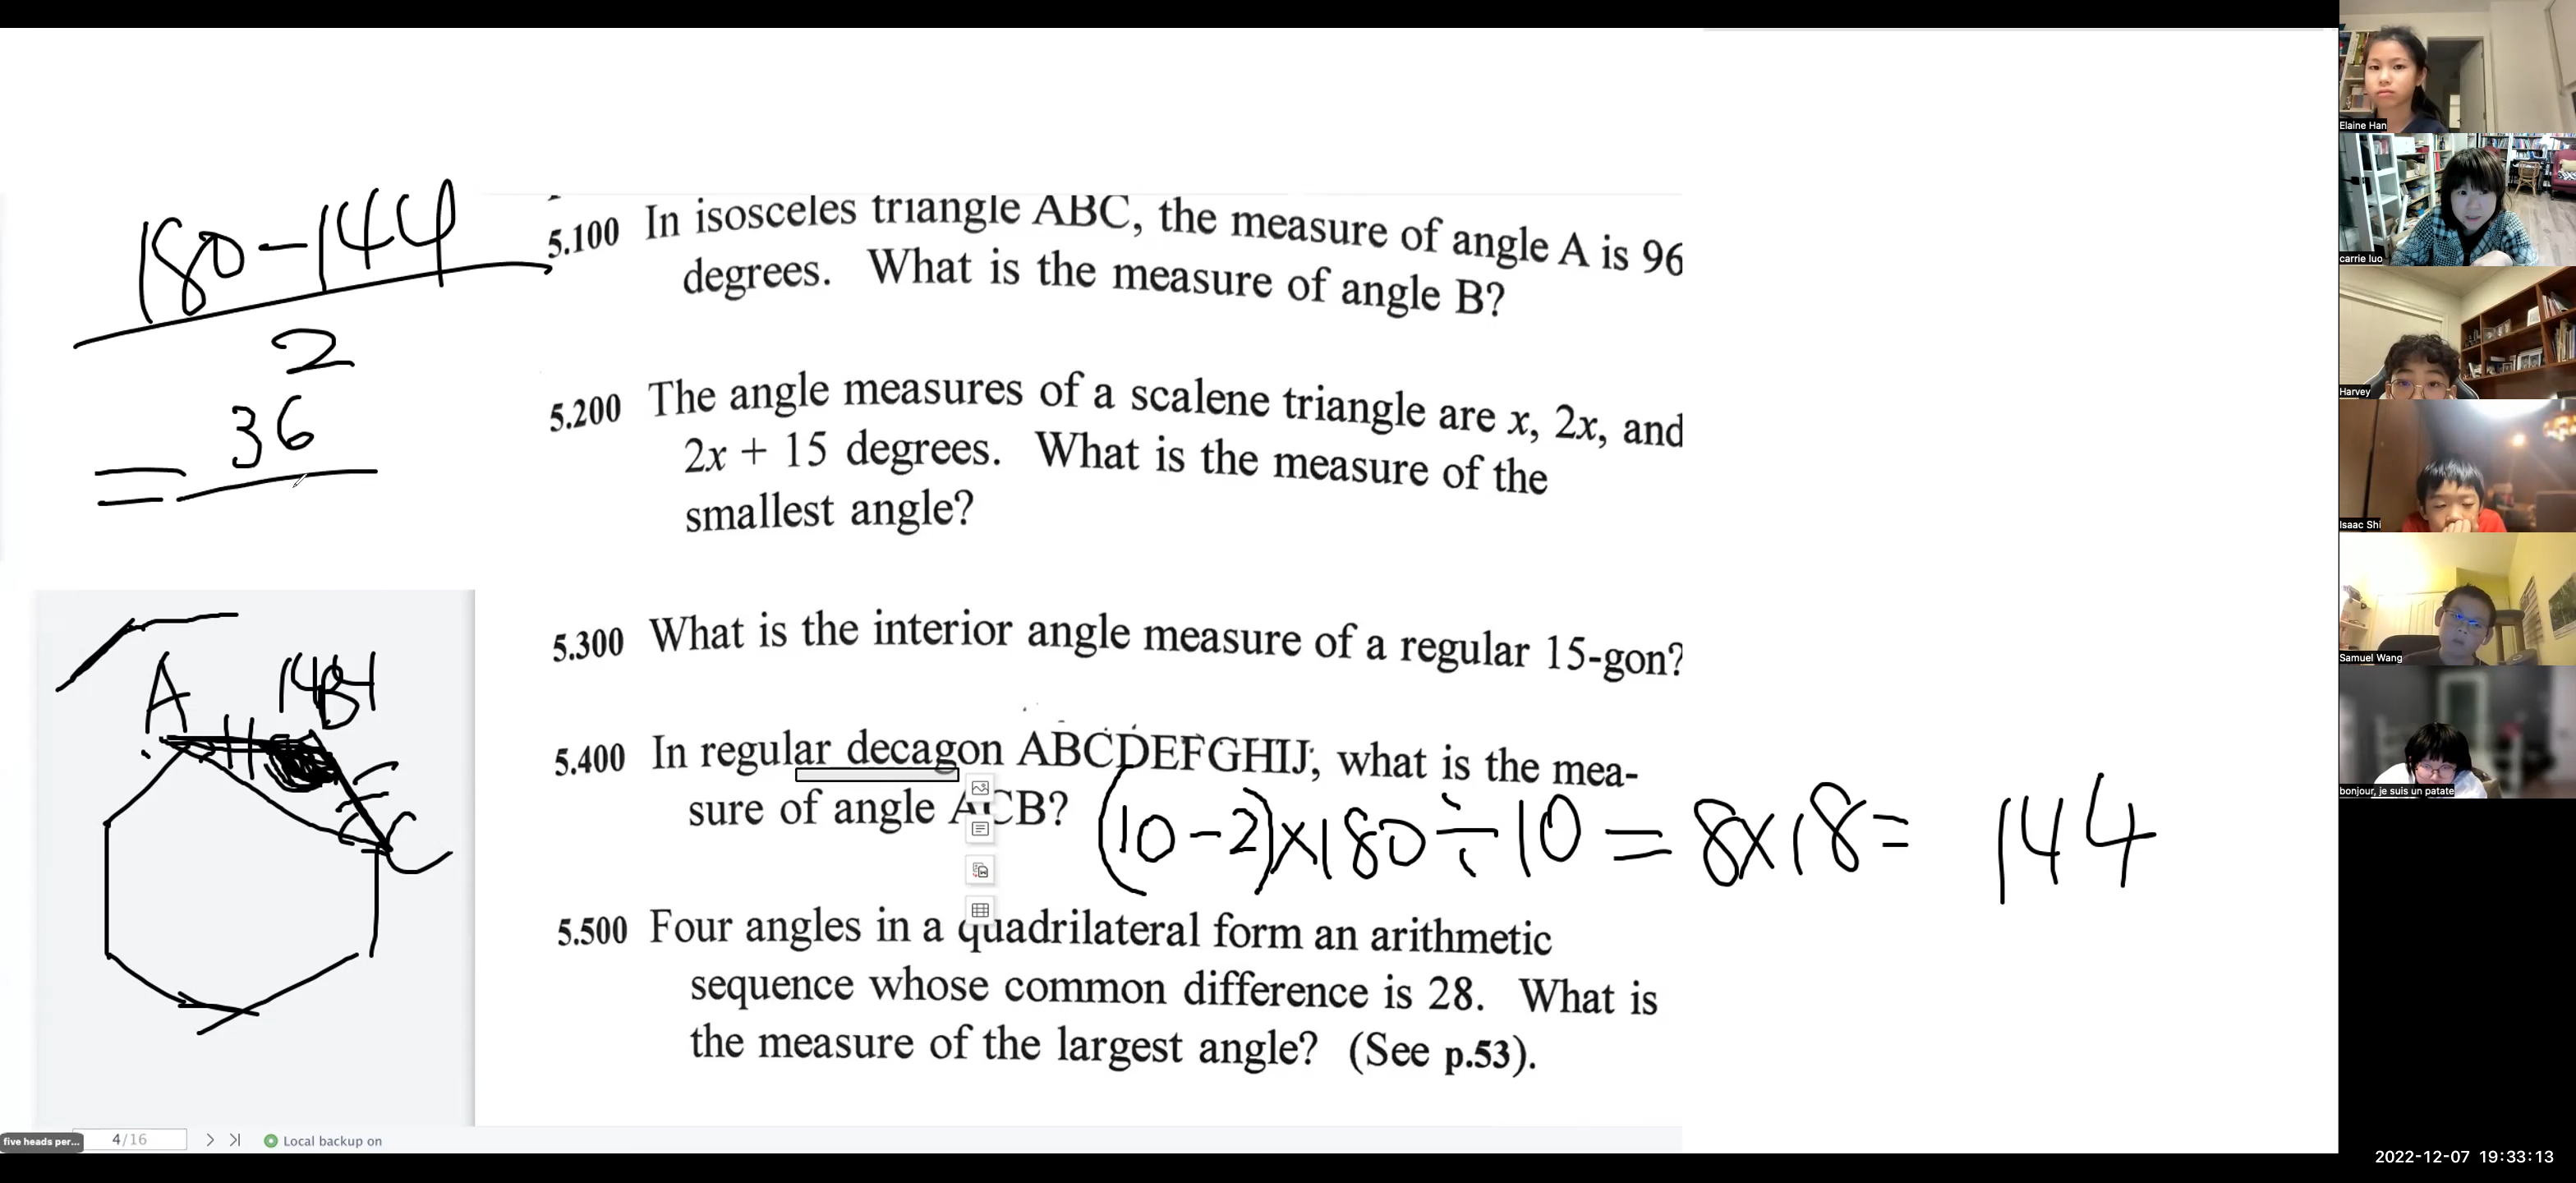 180-144
2
= 36
5.100 In isosceles triangle ABC, the measure of angle A is 96
degrees. What is the measure of angle B?
5.200 The angle measures of a scalene triangle are x, 2x, and
2x + 15 degrees. What is the measure of the
smallest angle?
5.300 What is the interior angle measure of a regular 15-gon?
5.400 In regular decagon ABCDEFGHIJ, what is the mea-
sure of angle ACB?
(10-2)×180÷10=8×18= 144
5.500 Four angles in a quadrilateral form an arithmetic
sequence whose common difference is 28. What is
the measure of the largest angle? (See p.53).
A
144
B
C
five heads per...
4/16
Local backup on
Elaine Han
carrie luo
Harvey
Isaac Shi
Samuel Wang
bonjour, je suis un patate
2022-12-07 19:33:13